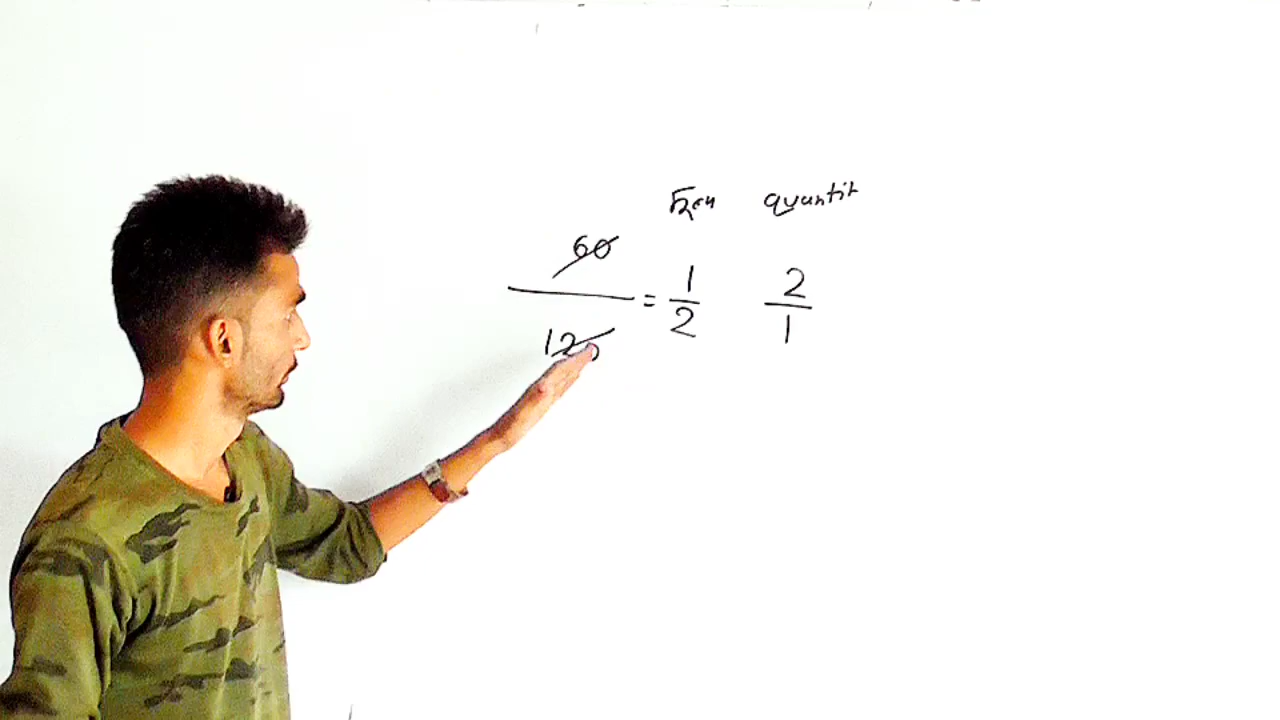 quantit
60
120
= 1/2 2/1